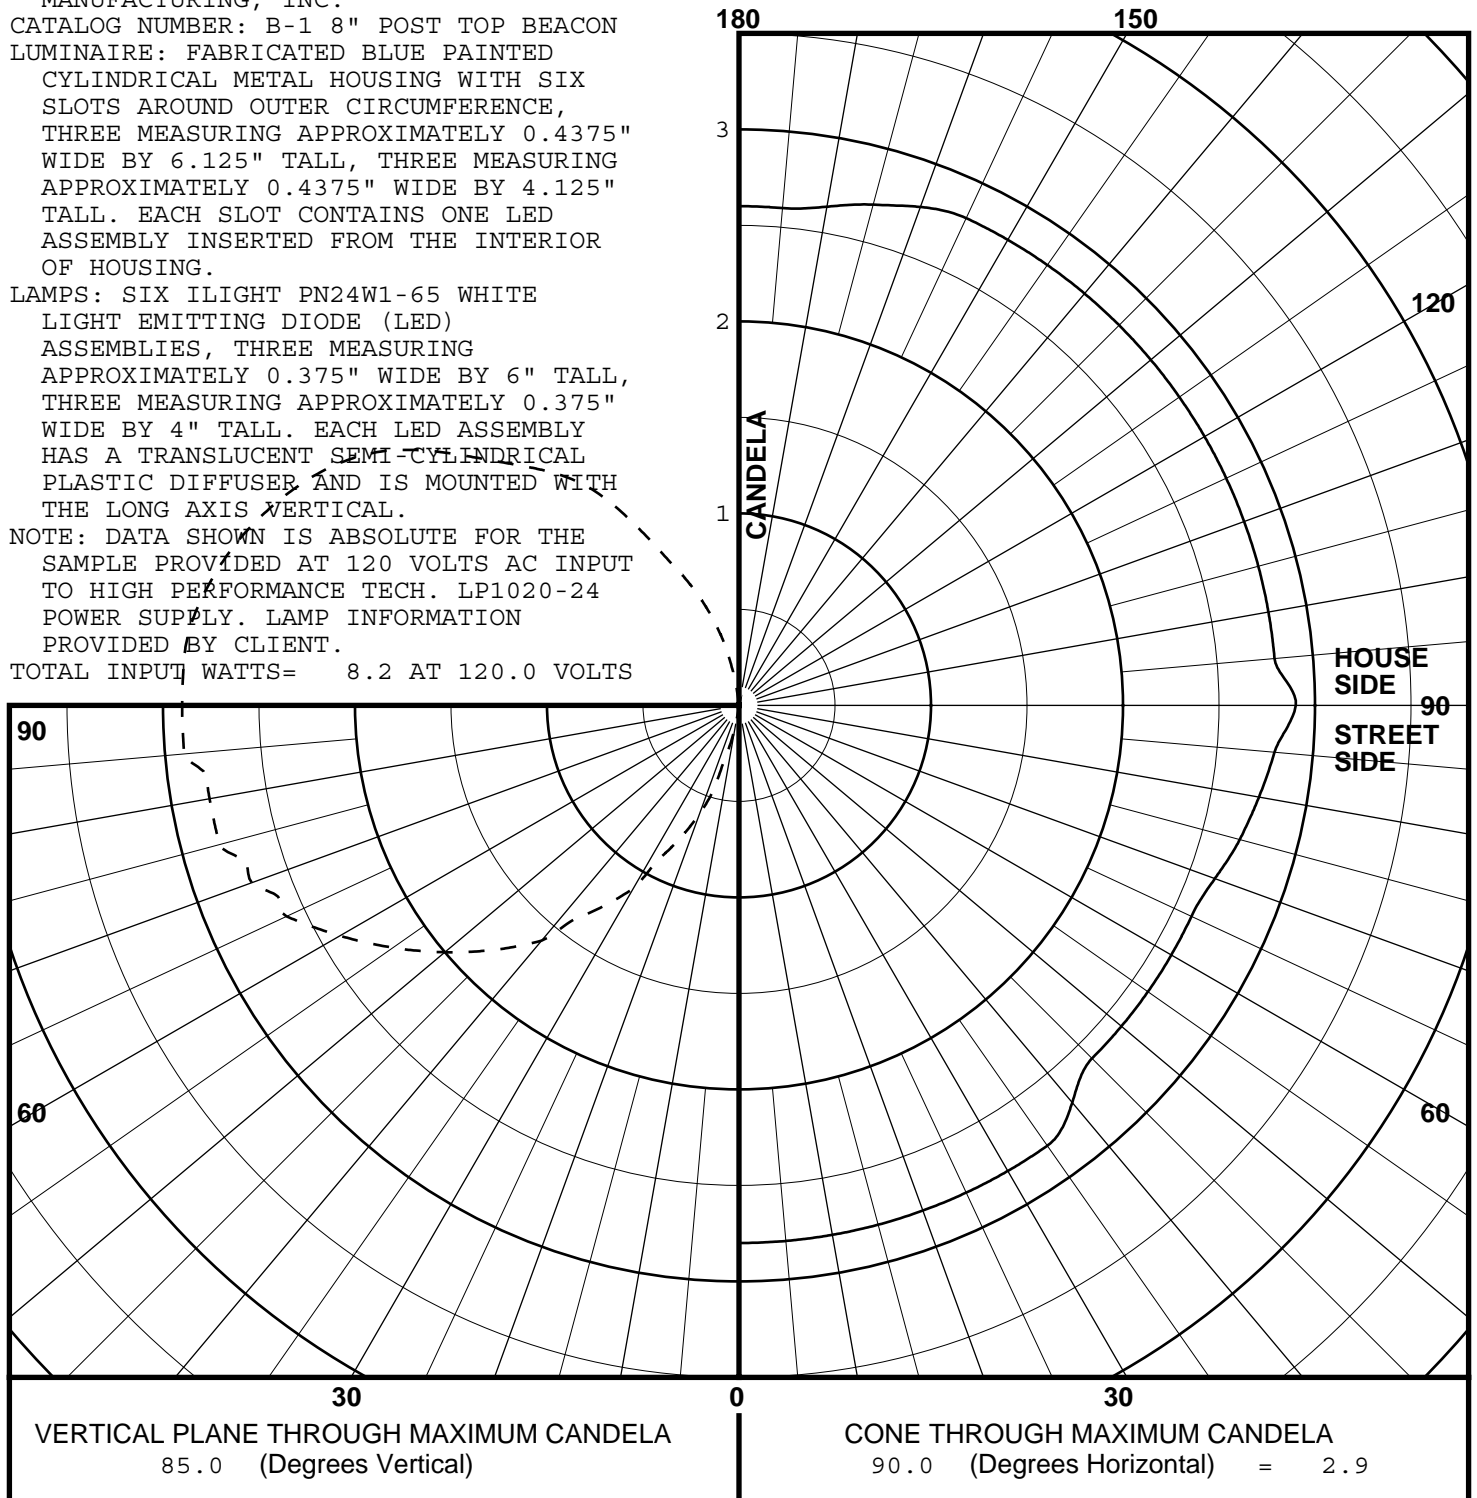 MANUFACTURING, INC.
CATALOG NUMBER: B-1 8" POST TOP BEACON
LUMINAIRE: FABRICATED BLUE PAINTED
CYLINDRICAL METAL HOUSING WITH SIX
SLOTS AROUND OUTER CIRCUMFERENCE,
THREE MEASURING APPROXIMATELY 0.4375"
WIDE BY 6.125" TALL, THREE MEASURING
APPROXIMATELY 0.4375" WIDE BY 4.125"
TALL. EACH SLOT CONTAINS ONE LED
ASSEMBLY INSERTED FROM THE INTERIOR
OF HOUSING.
LAMPS: SIX ILIGHT PN24W1-65 WHITE
LIGHT EMITTING DIODE (LED)
ASSEMBLIES, THREE MEASURING
APPROXIMATELY 0.375" WIDE BY 6" TALL,
THREE MEASURING APPROXIMATELY 0.375"
WIDE BY 4" TALL. EACH LED ASSEMBLY
HAS A TRANSLUCENT SEMI-CYLINDRICAL
PLASTIC DIFFUSER AND IS MOUNTED WITH
THE LONG AXIS VERTICAL.
NOTE: DATA SHOWN IS ABSOLUTE FOR THE
SAMPLE PROVIDED AT 120 VOLTS AC INPUT
TO HIGH PERFORMANCE TECH. LP1020-24
POWER SUPPLY. LAMP INFORMATION
PROVIDED BY CLIENT.
TOTAL INPUT WATTS= 8.2 AT 120.0 VOLTS
180
150
3
2
1
CANDELA
120
HOUSE
SIDE
90
STREET
SIDE
90
60
60
30
0
30
VERTICAL PLANE THROUGH MAXIMUM CANDELA
85.0 (Degrees Vertical)
CONE THROUGH MAXIMUM CANDELA
90.0 (Degrees Horizontal) = 2.9